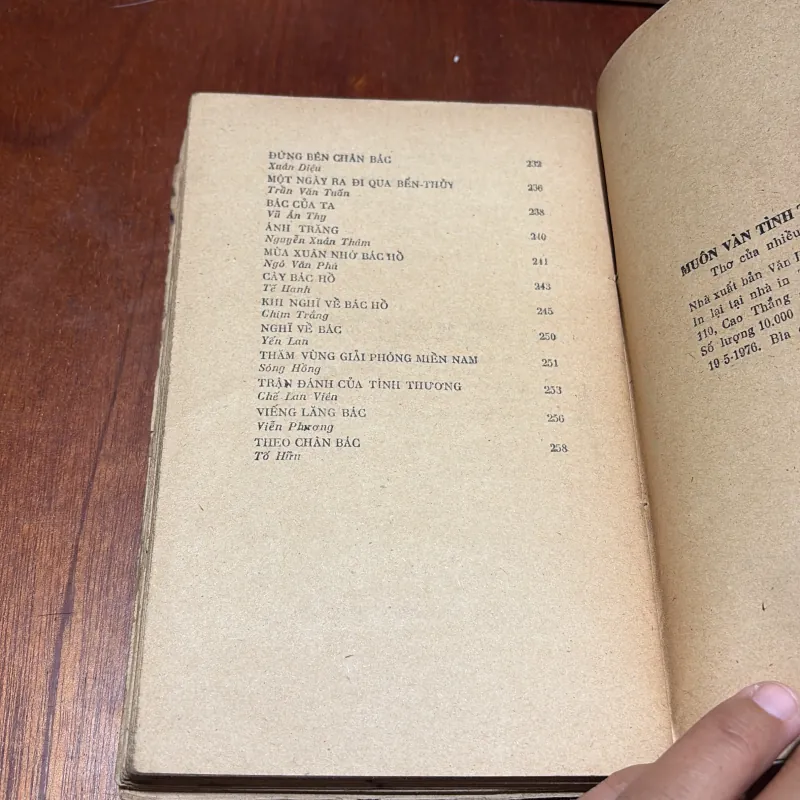 ĐỨNG BÊN CHÂN BÁC 232
Xuân Diệu
MỘT NGÀY RA ĐI QUA BẾN-THỦY 236
Trần Văn Tuấn
BÁC CỦA TA 238
Vũ Ân Thy
ÁNH TRĂNG 240
Nguyễn Xuân Thâm
MÙA XUÂN NHỚ BÁC HỒ 241
Ngô Văn Phú
CÂY BÁC HỒ 243
Tế Hanh
KHI NGHĨ VỀ BÁC HỒ 245
Chim Trắng
NGHĨ VỀ BÁC 250
Yến Lan
THĂM VÙNG GIẢI PHÓNG MIỀN NAM 251
Sóng Hồng
TRẬN ĐÁNH CỦA TÌNH THƯƠNG 253
Chế Lan Viên
VIẾNG LĂNG BÁC 256
Viễn Phương
THEO CHÂN BÁC 258
Tố Hữu
MUÔN VÀN TÌNH
Thơ của nhiều
Nhà xuất bản Văn
In lại tại nhà in
110, Cao Thắng
Số lượng 10.000
19-5-1976. Bìa